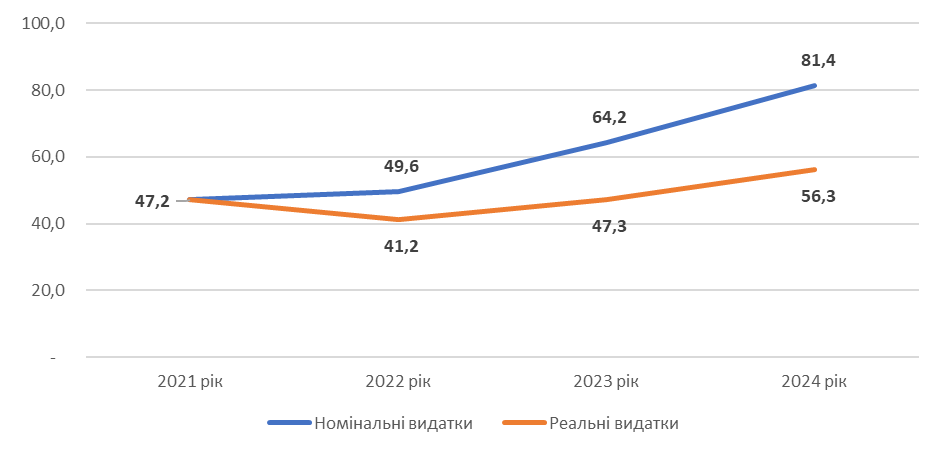 100,0
81,4
80,0
64,2
60,0
49,6
47,2
56,3
40,0
47,3
41,2
20,0
-
2021 рік
2022 рік
2023 рік
2024 рік
Номінальні видатки
Реальні видатки